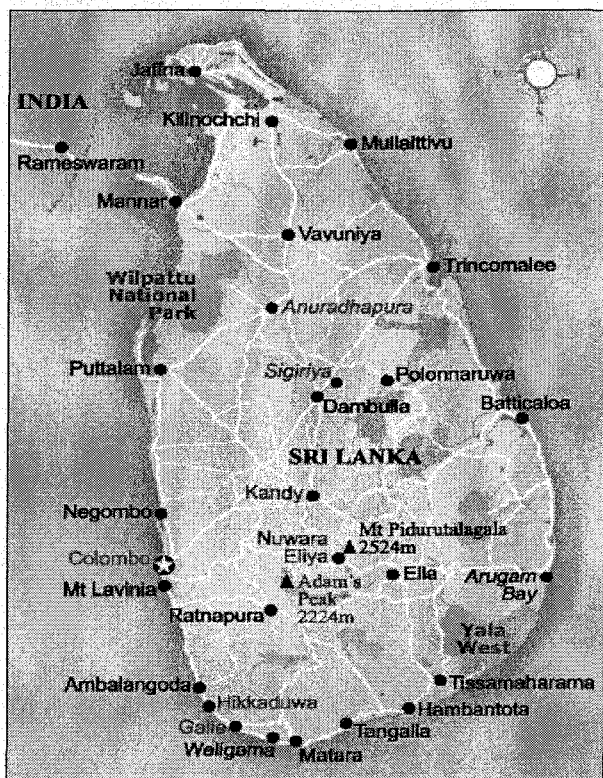 Jaffna
INDIA
Kilinochchi
Mullaittivu
Rameswaram
Mannar
Vavuniya
Trincomalee
Wilpattu
National
Park
Anuradhapura
Puttalam
Sigiriya
Polonnaruwa
Dambulla
Batticaloa
SRI LANKA
Kandy
Negombo
Mt Pidurutalagala
2524m
Nuwara
Eliya
Colombo
Ella
Arugam
Bay
Mt Lavinia
Adam's
Peak
2224m
Ratnapura
Yala
West
Ambalangoda
Tissamaharama
Hikkaduwa
Hambantota
Galle
Tangalla
Weligama
Matara